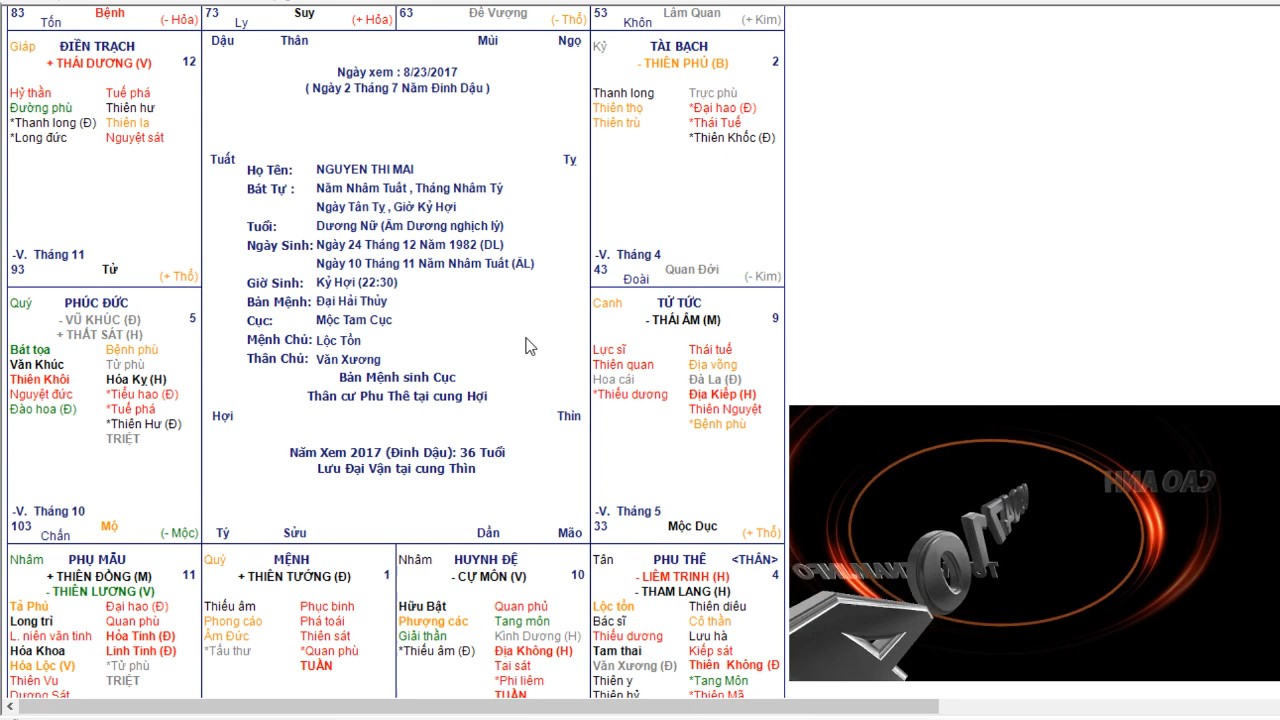 83 Bệnh (- Hỏa) 73 Suy (+ Hỏa) 63 Đế Vượng (- Thổ) 53 Lâm Quan (+ Kim)
Tốn Ly Khôn
Giáp ĐIỀN TRẠCH
+ THÁI DƯƠNG (V) 12
Hỷ thần Tuế phá
Đường phù Thiên hư
*Thanh long (Đ) Thiên la
*Long đức Nguyệt sát
-V. Tháng 11
93 Tử (+ Thổ)
Dậu Thân Mùi Ngọ
Ngày xem : 8/23/2017
( Ngày 2 Tháng 7 Năm Đinh Dậu )
Tuất Tỵ
Họ Tên: NGUYEN THI MAI
Bát Tự : Năm Nhâm Tuất , Tháng Nhâm Tý
Ngày Tân Tỵ , Giờ Kỷ Hợi
Tuổi: Dương Nữ (Âm Dương nghịch lý)
Ngày Sinh: Ngày 24 Tháng 12 Năm 1982 (DL)
Ngày 10 Tháng 11 Năm Nhâm Tuất (ÂL)
Giờ Sinh: Kỷ Hợi (22:30)
Bản Mệnh: Đại Hải Thủy
Cục: Mộc Tam Cục
Mệnh Chủ: Lộc Tồn
Thân Chủ: Văn Xương
Bản Mệnh sinh Cục
Thân cư Phu Thê tại cung Hợi
Hợi Thìn
Năm Xem 2017 (Đinh Dậu): 36 Tuổi
Lưu Đại Vận tại cung Thìn
Tý Sửu Dần Mão
Kỷ TÀI BẠCH
- THIÊN PHỦ (B) 2
Thanh long Trực phù
Thiên thọ *Đại hao (Đ)
Thiên trù *Thái Tuế
*Thiên Khốc (Đ)
-V. Tháng 4
43 Đoài Quan Đới (- Kim)
Quý PHÚC ĐỨC
- VŨ KHÚC (Đ) 5
+ THẤT SÁT (H)
Bát tọa Bệnh phù
Văn Khúc Tử phù
Thiên Khôi Hóa Kỵ (H)
Nguyệt đức *Tiểu hao (Đ)
Đào hoa (Đ) *Tuế phá
*Thiên Hư (Đ)
TRIỆT
-V. Tháng 10
103 Chấn Mộ (- Mộc)
Canh TỬ TỨC
- THÁI ÂM (M) 9
Lực sĩ Thái tuế
Thiên quan Địa võng
Hoa cái Đà La (Đ)
*Thiếu dương Địa Kiếp (H)
Thiên Nguyệt
*Bệnh phù
-V. Tháng 5
33 Mộc Dục (+ Thổ)
Nhâm PHỤ MẪU
+ THIÊN ĐỒNG (M) 11
- THIÊN LƯƠNG (V)
Tả Phù Đại hao (Đ)
Long trì Quan phù
L. niên văn tinh Hỏa Tinh (Đ)
Hóa Khoa Linh Tinh (Đ)
Hóa Lộc (V) *Tử phù
Thiên Vu TRIỆT
Dương Sát
Quý MỆNH
+ THIÊN TƯỚNG (Đ) 1
Thiếu âm Phục binh
Phong cáo Phá toái
Âm Đức Thiên sát
*Tấu thư *Quan phủ
TUẦN
Nhâm HUYNH ĐỆ
- CỰ MÔN (V) 10
Hữu Bật Quan phủ
Phượng các Tang môn
Giải thần Kình Dương (H)
*Thiếu âm (Đ) Địa Không (H)
Tai sát
*Phi liêm
TUẦN
Tân PHU THÊ <THÂN>
- LIÊM TRINH (H) 4
- THAM LANG (H)
Lộc tồn Thiên diêu
Bác sĩ Cô thần
Thiếu dương Lưu hà
Tam thai Kiếp sát
Văn Xương (Đ) Thiên Không (Đ
Thiên y *Tang Môn
Thiên hỷ *Thiên Mã
CAO ANH